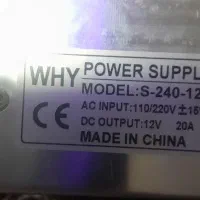 WHY POWER SUPPL
MODEL:S-240-12
AC INPUT:110/220V ±15
DC OUTPUT:12V 20A
CE MADE IN CHINA